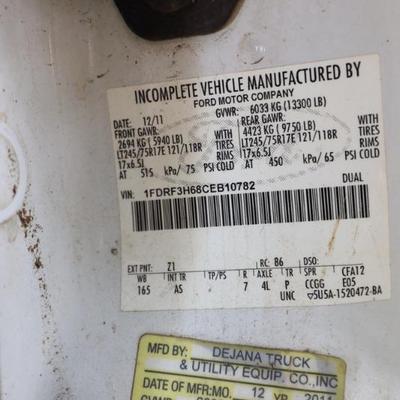 INCOMPLETE VEHICLE MANUFACTURED BY
FORD MOTOR COMPANY
DATE: 12/11 GVWR: 6033 KG (13300 LB)
FRONT GAWR: REAR GAWR:
2694 KG ( 5940 LB) WITH 4423 KG ( 9750 LB) WITH
LT245/75R17E 121/118R TIRES LT245/75R17E 121/118R TIRES
17x6.5J RIMS 17x6.5J RIMS
AT 515 kPa/ 75 PSI COLD AT 450 kPa/ 65 PSI COLD
VIN: 1FDRF3H68CEB10782 DUAL
EXT PNT: Z1 RC: B6 DSO:
WB INT TR TP/PS R AXLE TR SPR CFA12
165 AS 7 4L P CCGG E05
UNC ▽5U5A-1520472-BA
MFD BY: DEJANA TRUCK
& UTILITY EQUIP. CO., INC
DATE OF MFR: MO. 12 YR. 2011